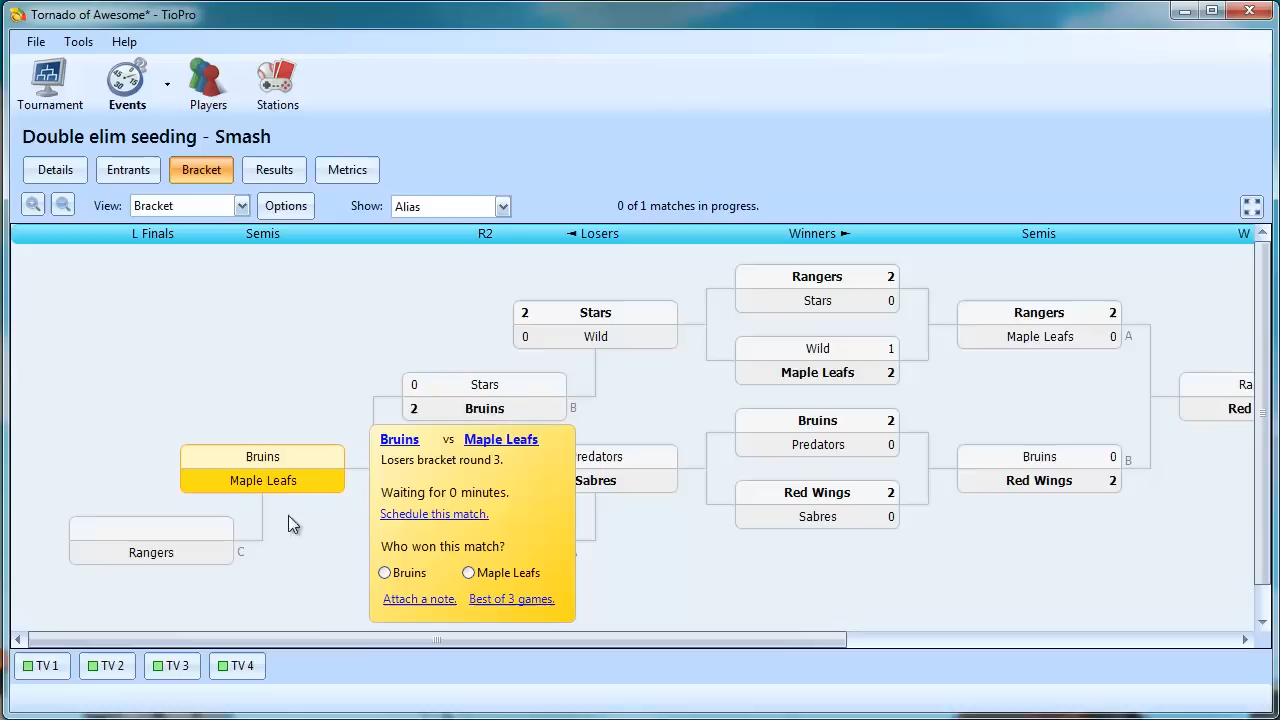 Tornado of Awesome* - TioPro
File Tools Help
Tournament Events Players Stations
Double elim seeding - Smash
Details Entrants Bracket Results Metrics
View: Bracket Options Show: Alias 0 of 1 matches in progress.
L Finals Semis R2 ◄ Losers Winners ► Semis W
Rangers 2
Stars 0
2 Stars
0 Wild
Rangers 2
Maple Leafs 0
A
Wild 1
Maple Leafs 2
0 Stars
2 Bruins
B
Ra
Red
Bruins 2
Predators 0
Bruins
Maple Leafs
Bruins vs Maple Leafs
Losers bracket round 3.
Waiting for 0 minutes.
Schedule this match.
Who won this match?
Bruins Maple Leafs
Attach a note. Best of 3 games.
redators
Sabres
Bruins 0
Red Wings 2
B
Red Wings 2
Sabres 0
Rangers
C
TV 1 TV 2 TV 3 TV 4